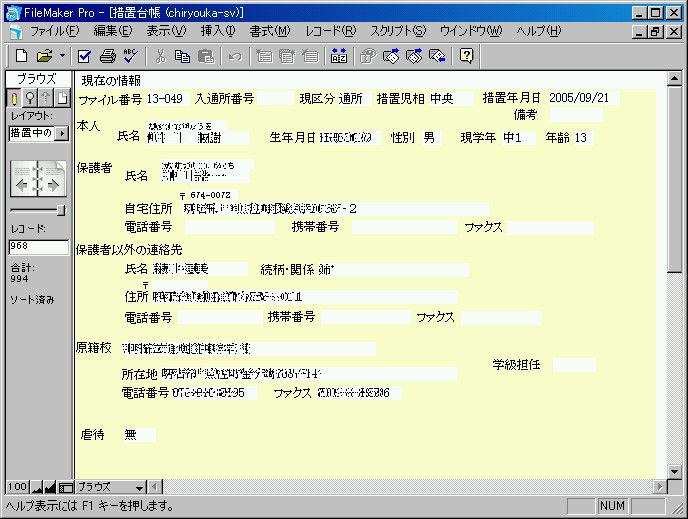 FileMaker Pro - [措置台帳 (chiryouka-sv)]
ファイル(F) 編集(E) 表示(V) 挿入(I) 書式(M) レコード(R) スクリプト(S) ウインドウ(W) ヘルプ(H)
ブラウズ
レイアウト:
措置中の
レコード:
968
合計:
994
ソート済み
現在の情報
ファイル番号 13-049 入通所番号 現区分 通所 措置児相 中央 措置年月日 2005/09/21
備考
本人
氏名 生年月日 性別 男 現学年 中1 年齢 13
保護者
氏名
〒 674-0072
自宅住所
電話番号 携帯番号 ファクス
保護者以外の連絡先
氏名 続柄・関係
〒
住所
電話番号 携帯番号 ファクス
原籍校
学級担任
所在地
電話番号 ファクス
虐待 無
100 ブラウズ
ヘルプ表示には F1 キーを押します。 NUM